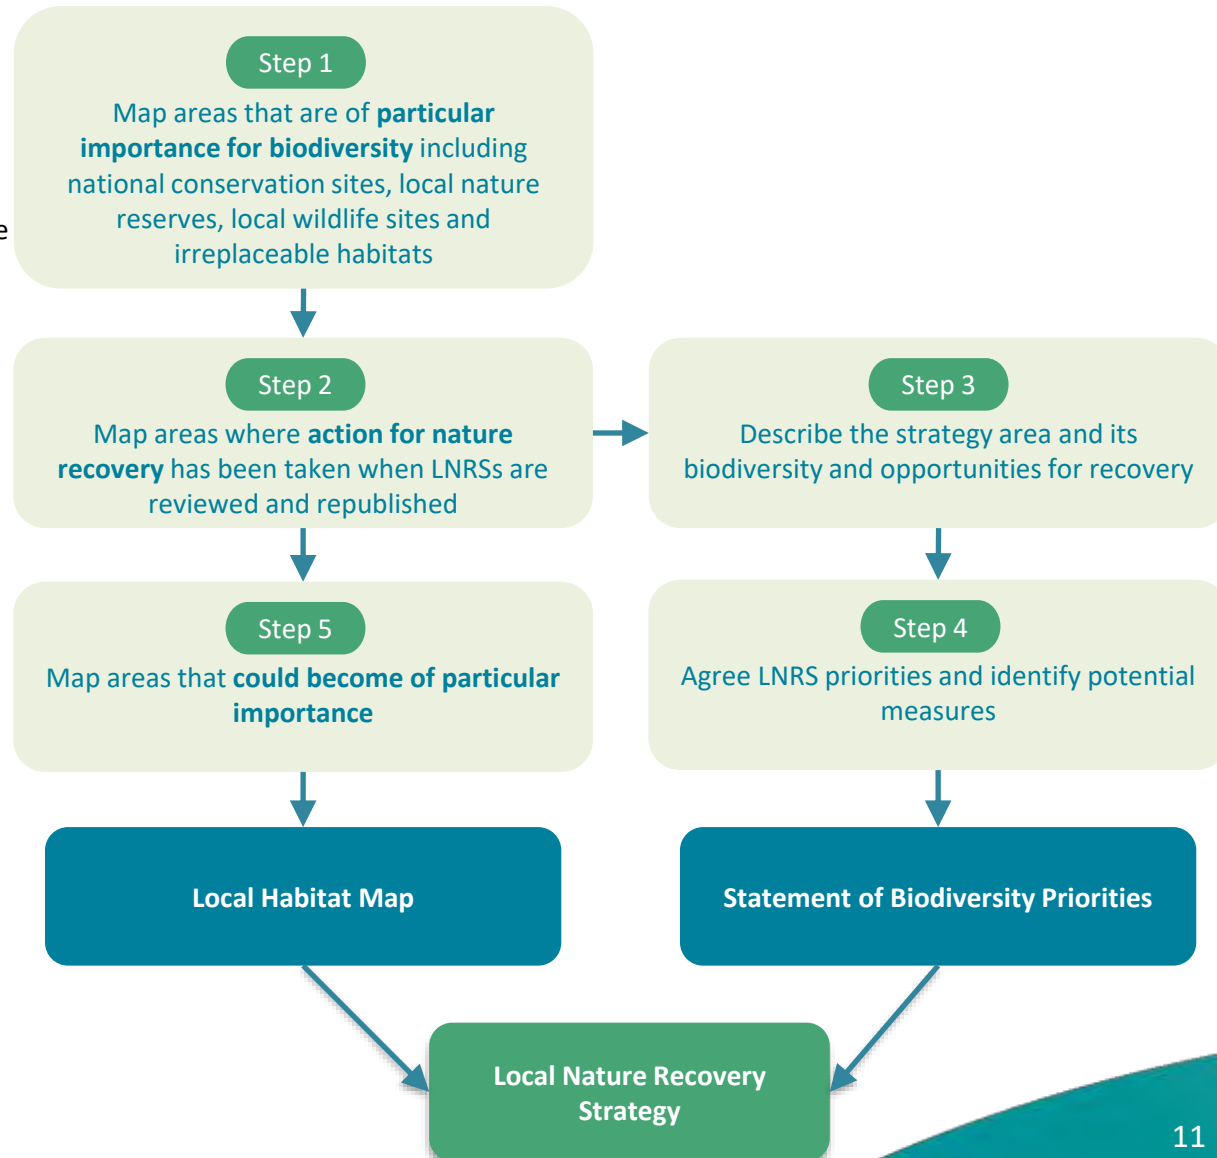 Step 1
Map areas that are of particular
importance for biodiversity including
national conservation sites, local nature
reserves, local wildlife sites and
irreplaceable habitats
e
Step 2
Map areas where action for nature
recovery has been taken when LNRSs are
reviewed and republished
Step 3
Describe the strategy area and its
biodiversity and opportunities for recovery
Step 5
Map areas that could become of particular
importance
Step 4
Agree LNRS priorities and identify potential
measures
Local Habitat Map
Statement of Biodiversity Priorities
Local Nature Recovery
Strategy
11